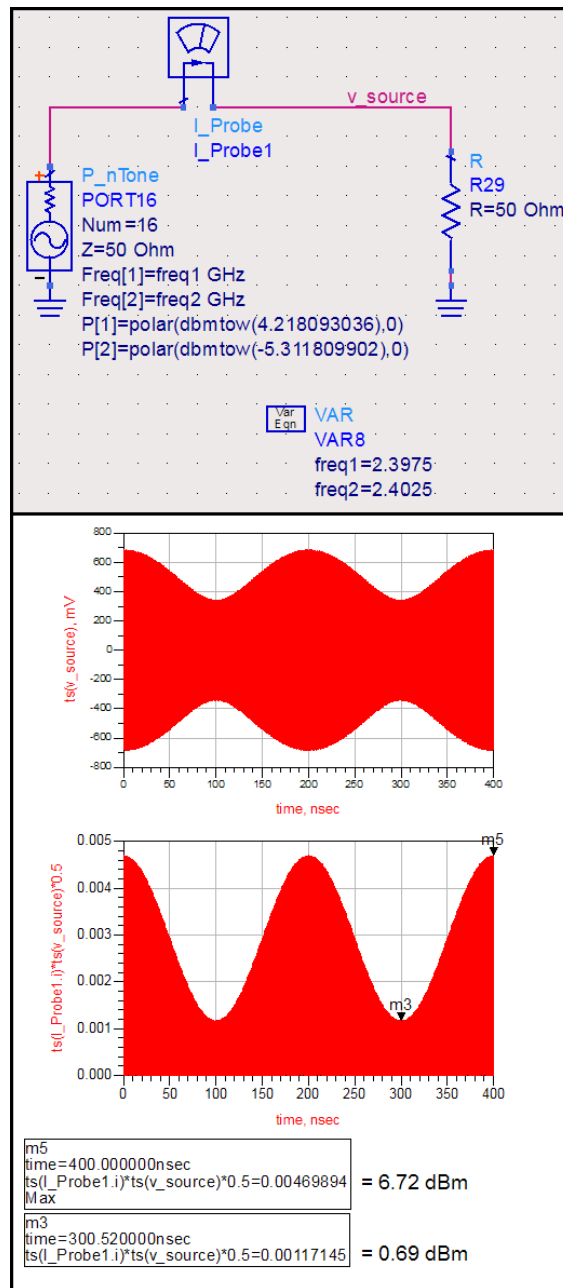 v_source
I_Probe
I_Probe1
+
P_nTone
PORT16
Num=16
Z=50 Ohm
Freq[1]=freq1 GHz
Freq[2]=freq2 GHz
P[1]=polar(dbmtow(4.218093036),0)
P[2]=polar(dbmtow(-5.311809902),0)
-
R
R29
R=50 Ohm
Var
Eqn
VAR
VAR8
freq1=2.3975
freq2=2.4025
ts(v_source), mV
800
600
400
200
0
-200
-400
-600
-800
0 50 100 150 200 250 300 350 400
time, nsec
ts(I_Probe1.i)*ts(v_source)*0.5
0.005
0.004
0.003
0.002
0.001
0.000
m5
m3
0 50 100 150 200 250 300 350 400
time, nsec
m5
time=400.000000nsec
ts(I_Probe1.i)*ts(v_source)*0.5=0.00469894
Max
= 6.72 dBm
m3
time=300.520000nsec
ts(I_Probe1.i)*ts(v_source)*0.5=0.00117145
= 0.69 dBm